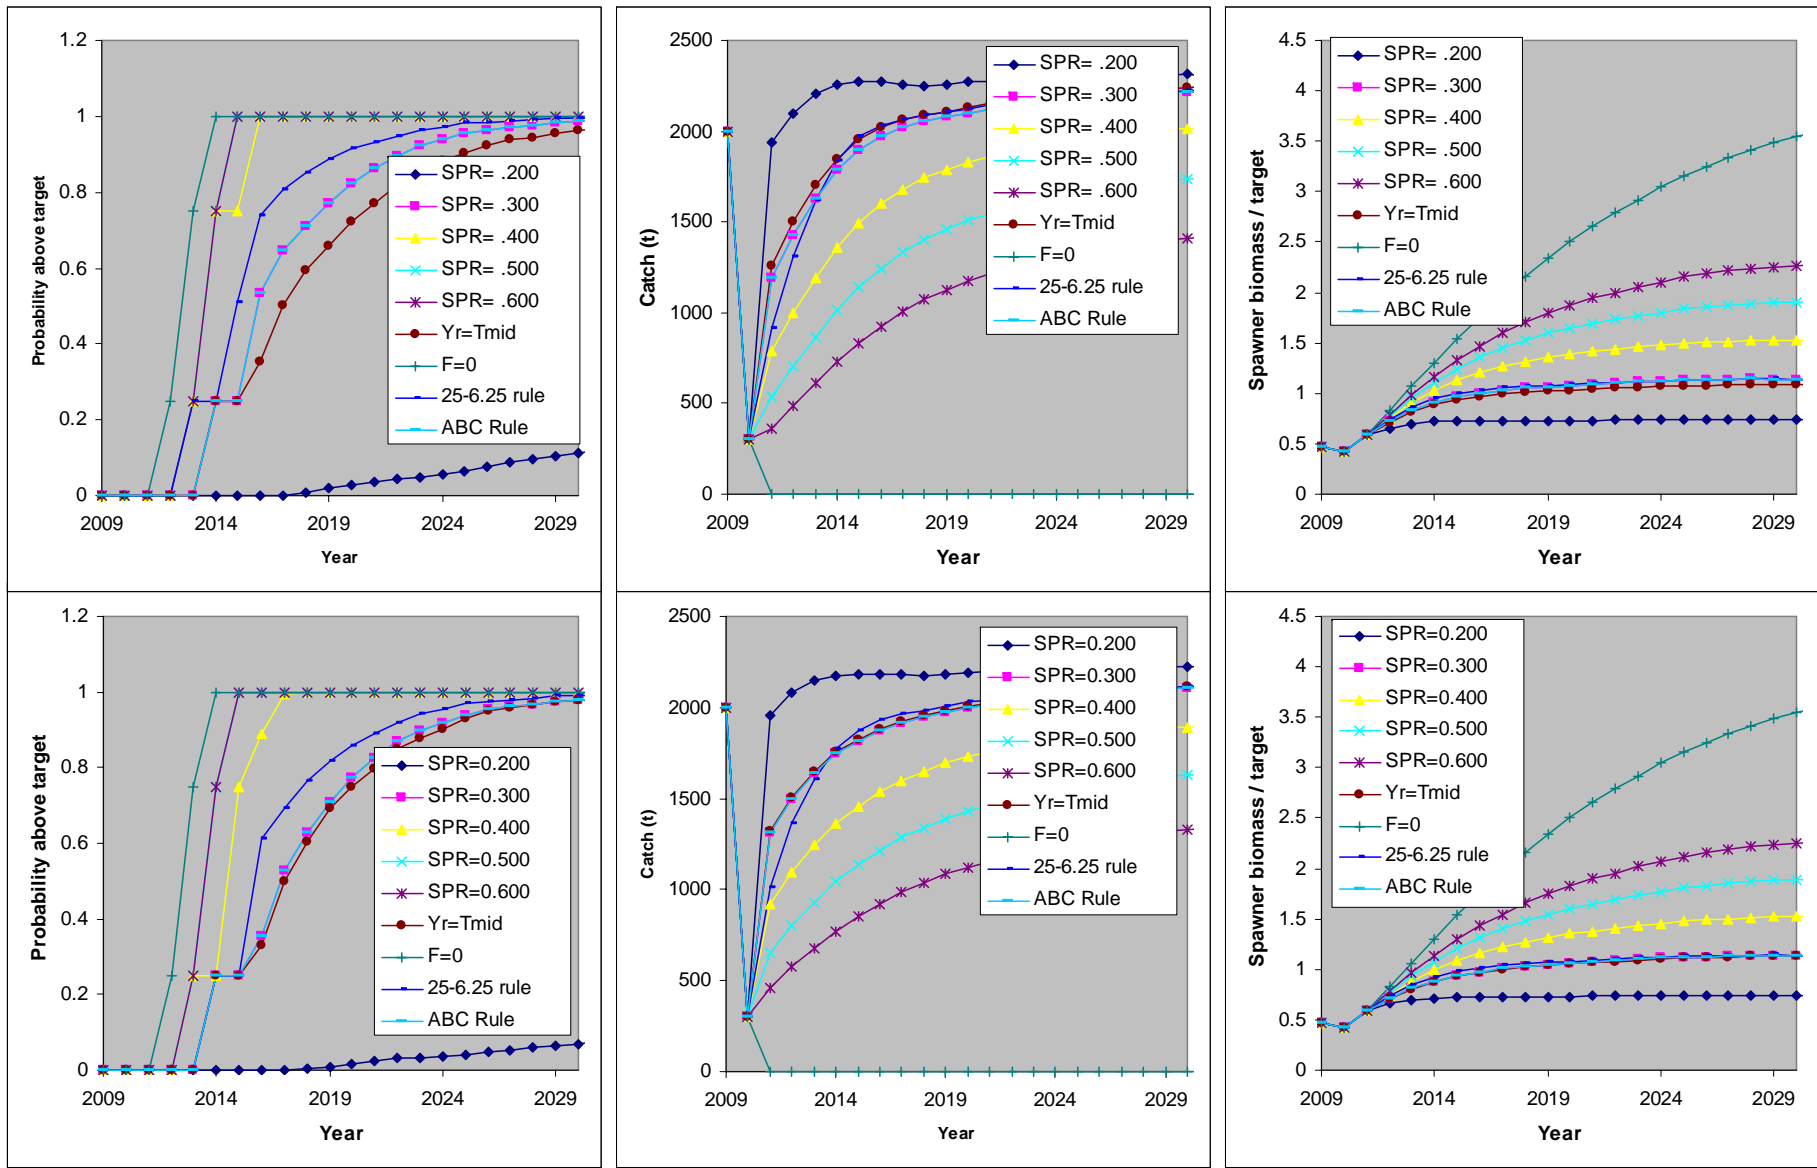 1.2
1
0.8
0.6
0.4
0.2
0
Probability above target
2009
2014
2019
2024
2029
Year
SPR= .200
SPR= .300
SPR= .400
SPR= .500
SPR= .600
Yr=Tmid
F=0
25-6.25 rule
ABC Rule
2500
2000
1500
1000
500
0
Catch (t)
2009
2014
2019
2024
2029
Year
SPR= .200
SPR= .300
SPR= .400
SPR= .500
SPR= .600
Yr=Tmid
F=0
25-6.25 rule
ABC Rule
4.5
4
3.5
3
2.5
2
1.5
1
0.5
0
Spawner biomass / target
2009
2014
2019
2024
2029
Year
SPR= .200
SPR= .300
SPR= .400
SPR= .500
SPR= .600
Yr=Tmid
F=0
25-6.25 rule
ABC Rule
1.2
1
0.8
0.6
0.4
0.2
0
Probability above target
2009
2014
2019
2024
2029
Year
SPR=0.200
SPR=0.300
SPR=0.400
SPR=0.500
SPR=0.600
Yr=Tmid
F=0
25-6.25 rule
ABC Rule
2500
2000
1500
1000
500
0
Catch (t)
2009
2014
2019
2024
2029
Year
SPR=0.200
SPR=0.300
SPR=0.400
SPR=0.500
SPR=0.600
Yr=Tmid
F=0
25-6.25 rule
ABC Rule
4.5
4
3.5
3
2.5
2
1.5
1
0.5
0
Spawner biomass / target
2009
2014
2019
2024
2029
Year
SPR=0.200
SPR=0.300
SPR=0.400
SPR=0.500
SPR=0.600
Yr=Tmid
F=0
25-6.25 rule
ABC Rule